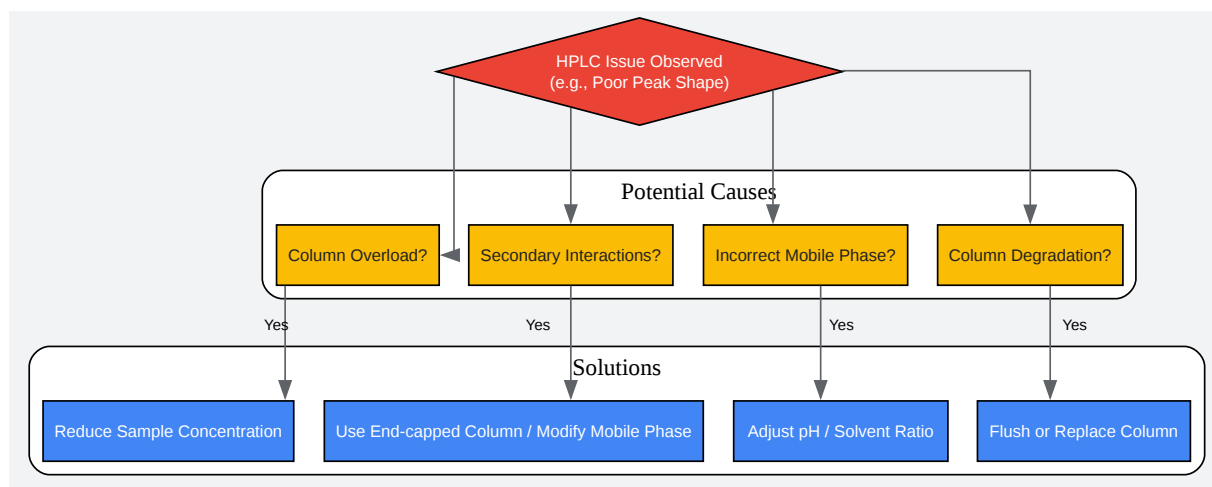 HPLC Issue Observed
(e.g., Poor Peak Shape)
Potential Causes
Column Overload?
Secondary Interactions?
Incorrect Mobile Phase?
Column Degradation?
Yes
Yes
Yes
Yes
Solutions
Reduce Sample Concentration
Use End-capped Column / Modify Mobile Phase
Adjust pH / Solvent Ratio
Flush or Replace Column